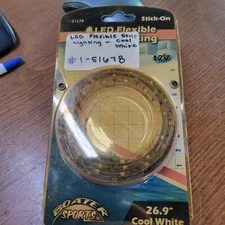 51678
Stick-On
LED Flexible
LED Flexible Strip
Lighting - Cool
White
#1-51678
12V
BOATER
SPORTS
26.9"
Cool White